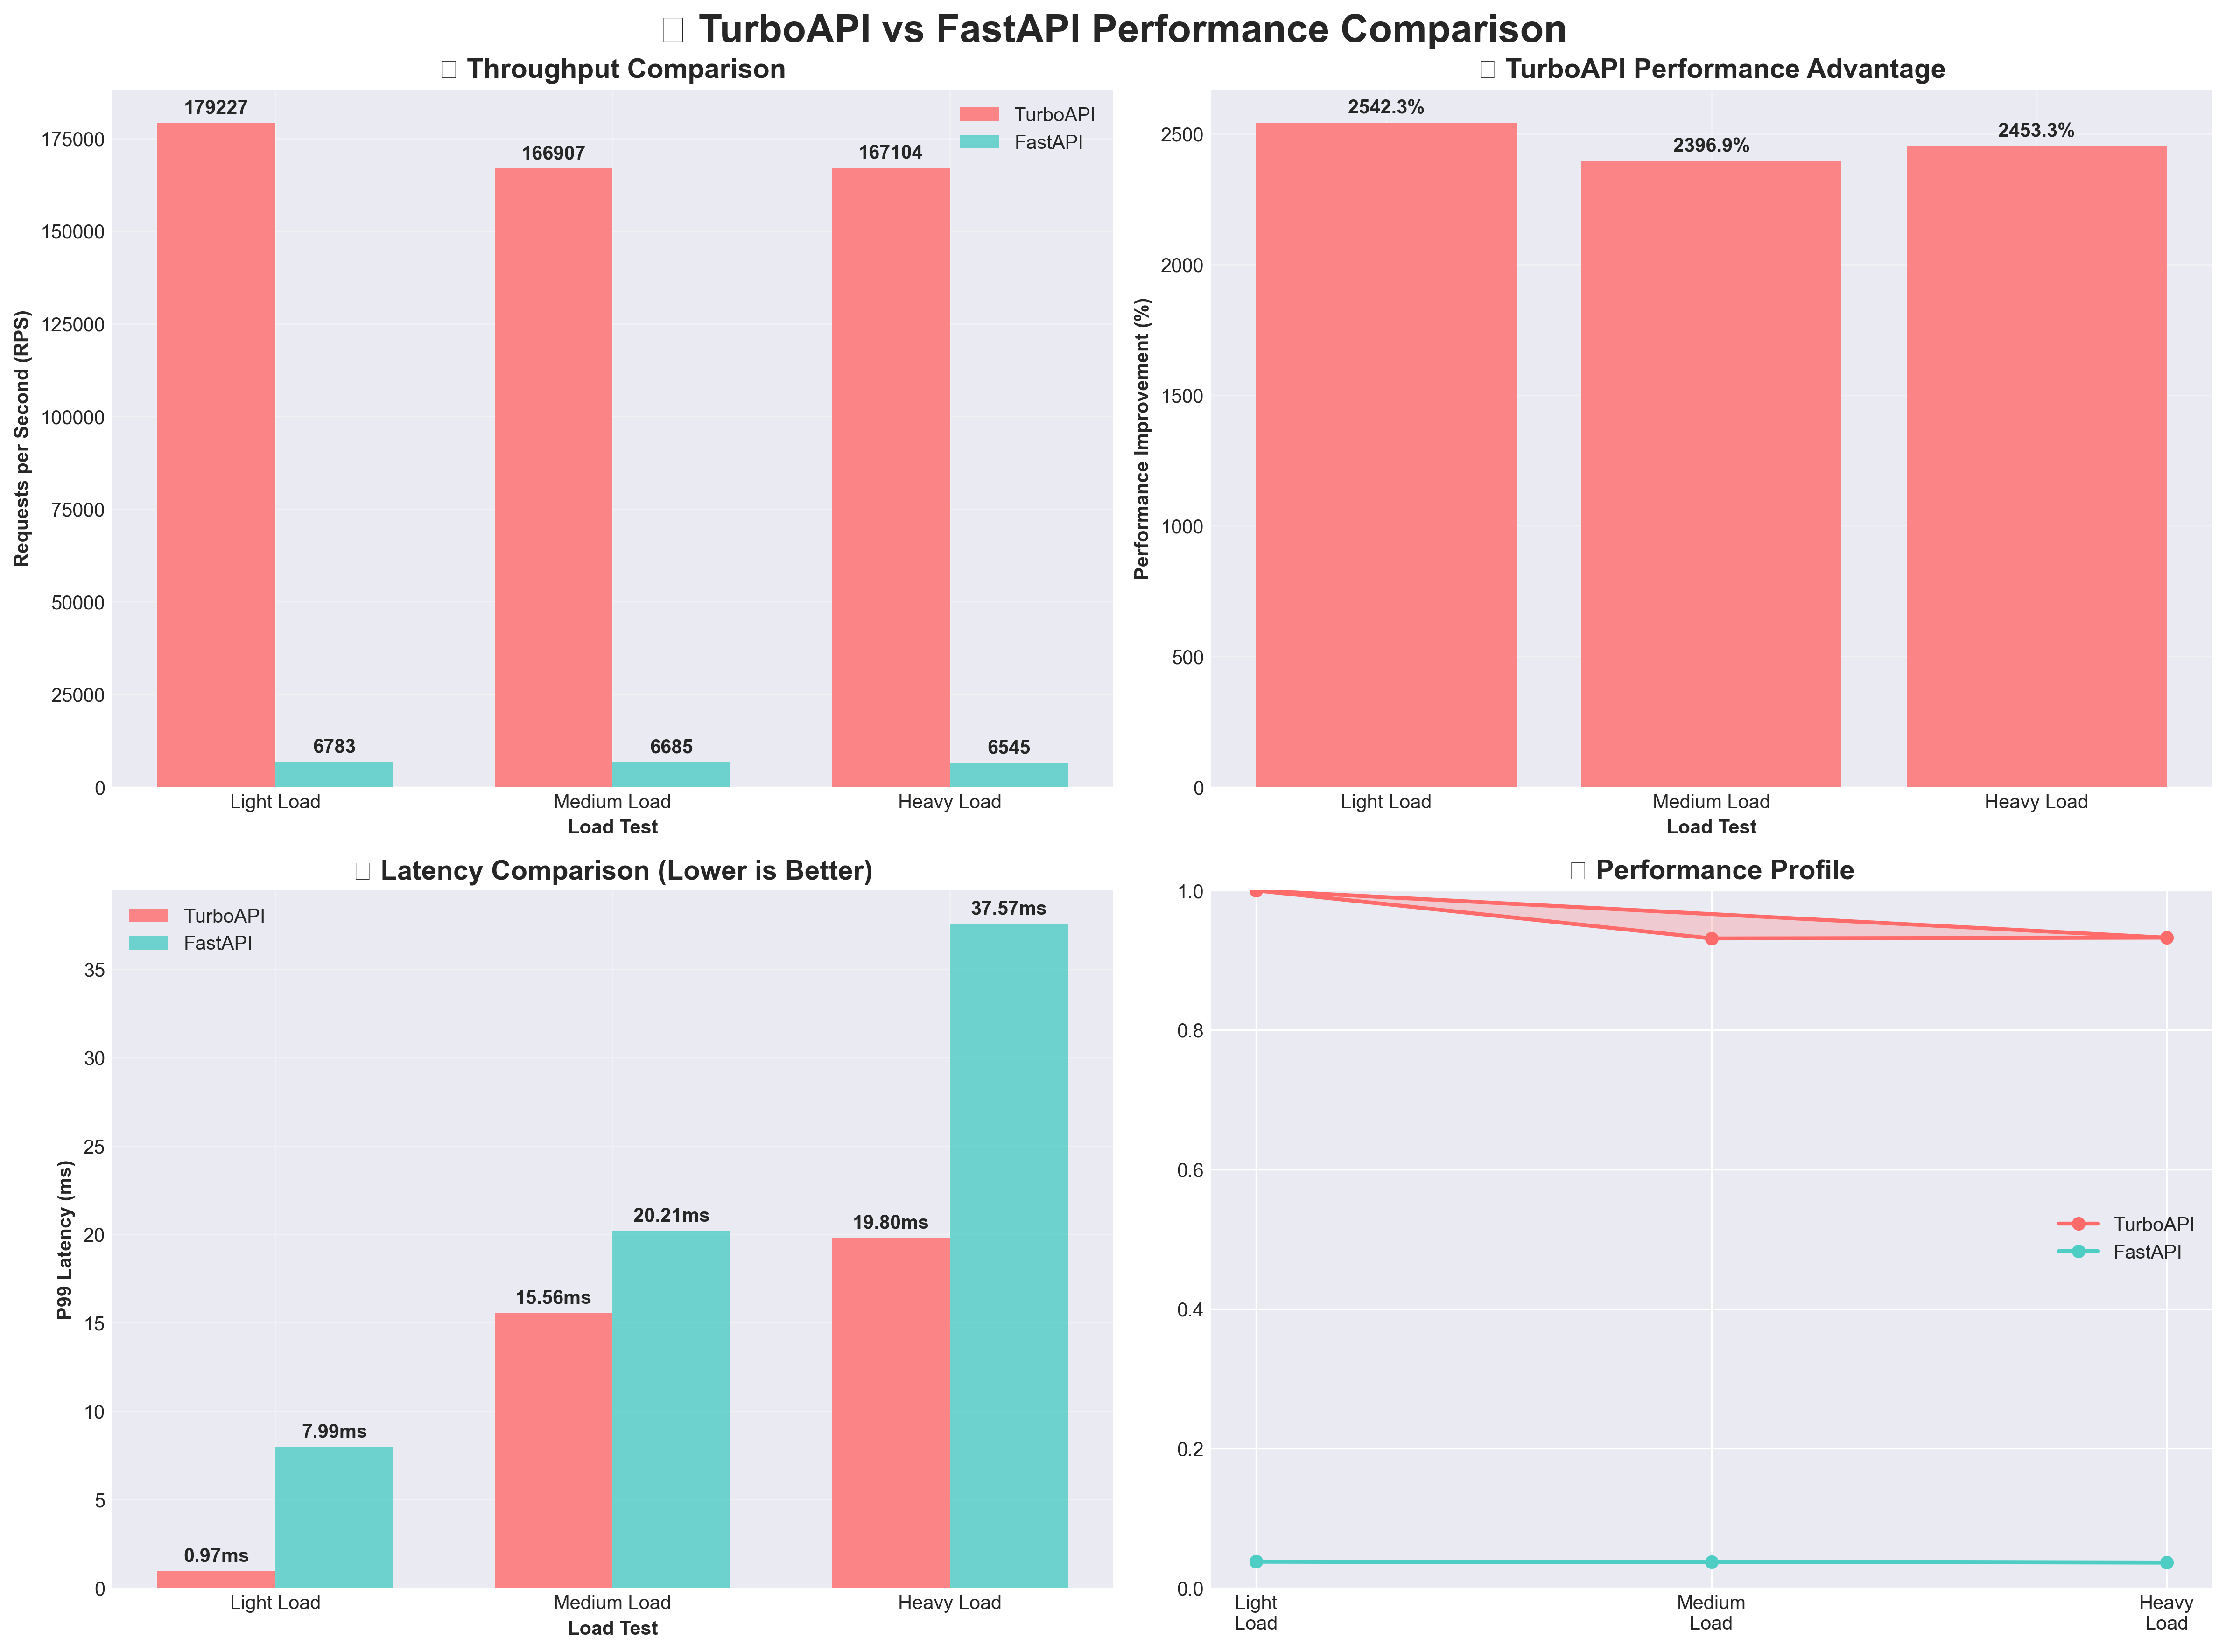 TurboAPI vs FastAPI Performance Comparison
Throughput Comparison
179227
166907
167104
6783
6685
6545
TurboAPI
FastAPI
175000
150000
125000
100000
75000
50000
25000
0
Requests per Second (RPS)
Light Load
Medium Load
Heavy Load
Load Test
TurboAPI Performance Advantage
2542.3%
2396.9%
2453.3%
2500
2000
1500
1000
500
0
Performance Improvement (%)
Light Load
Medium Load
Heavy Load
Load Test
Latency Comparison (Lower is Better)
TurboAPI
FastAPI
37.57ms
20.21ms
19.80ms
15.56ms
7.99ms
0.97ms
35
30
25
20
15
10
5
0
P99 Latency (ms)
Light Load
Medium Load
Heavy Load
Load Test
Performance Profile
1.0
0.8
0.6
0.4
0.2
0.0
TurboAPI
FastAPI
Light
Load
Medium
Load
Heavy
Load